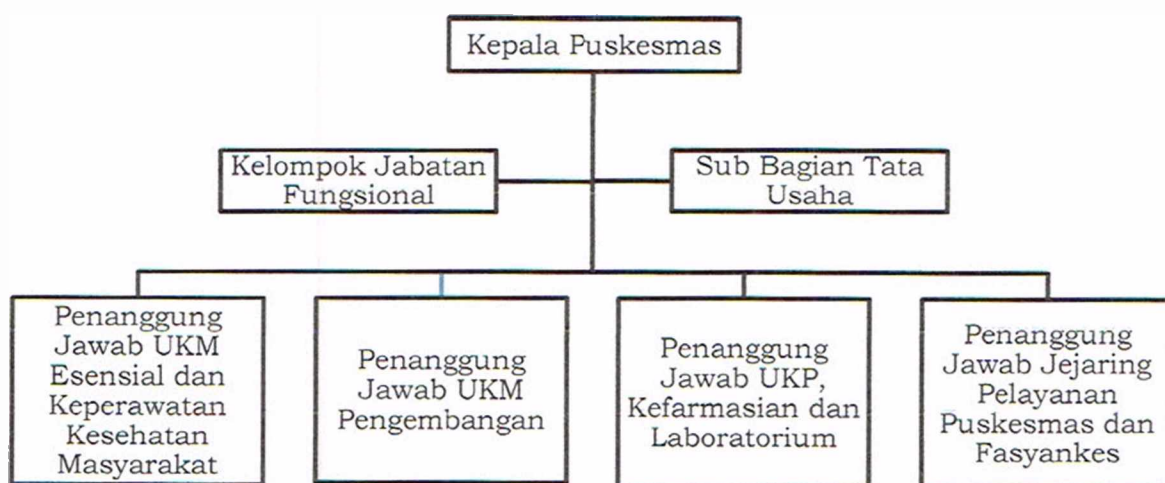 Kepala Puskesmas
Kelompok Jabatan
Fungsional
Sub Bagian Tata
Usaha
Penanggung
Jawab UKM
Esensial dan
Keperawatan
Kesehatan
Masyarakat
Penanggung
Jawab UKM
Pengembangan
Penanggung
Jawab UKP,
Kefarmasian dan
Laboratorium
Penanggung
Jawab Jejaring
Pelayanan
Puskesmas dan
Fasyankes